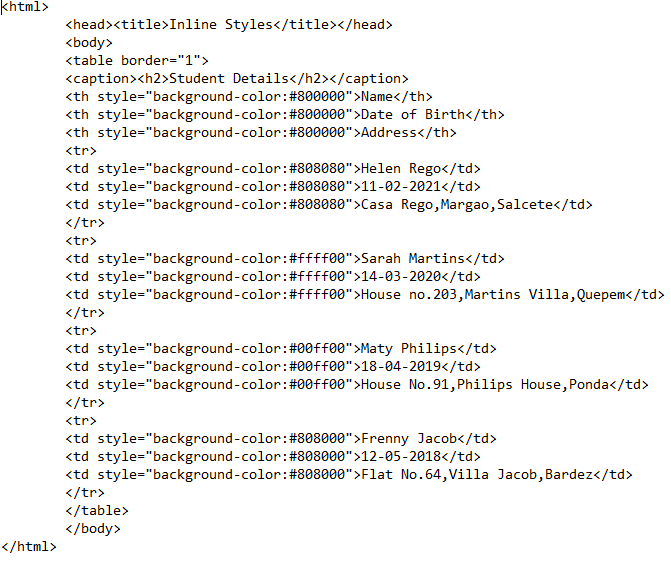 <html>
<head><title>Inline Styles</title></head>
<body>
<table border="1">
<caption><h2>Student Details</h2></caption>
<th style="background-color:#800000">Name</th>
<th style="background-color:#800000">Date of Birth</th>
<th style="background-color:#800000">Address</th>
<tr>
<td style="background-color:#808080">Helen Rego</td>
<td style="background-color:#808080">11-02-2021</td>
<td style="background-color:#808080">Casa Rego,Margao,Salcete</td>
</tr>
<tr>
<td style="background-color:#ffff00">Sarah Martins</td>
<td style="background-color:#ffff00">14-03-2020</td>
<td style="background-color:#ffff00">House no.203,Martins Villa,Quepem</td>
</tr>
<tr>
<td style="background-color:#00ff00">Maty Philips</td>
<td style="background-color:#00ff00">18-04-2019</td>
<td style="background-color:#00ff00">House No.91,Philips House,Ponda</td>
</tr>
<tr>
<td style="background-color:#808000">Frenny Jacob</td>
<td style="background-color:#808000">12-05-2018</td>
<td style="background-color:#808000">Flat No.64,Villa Jacob,Bardez</td>
</tr>
</table>
</body>
</html>